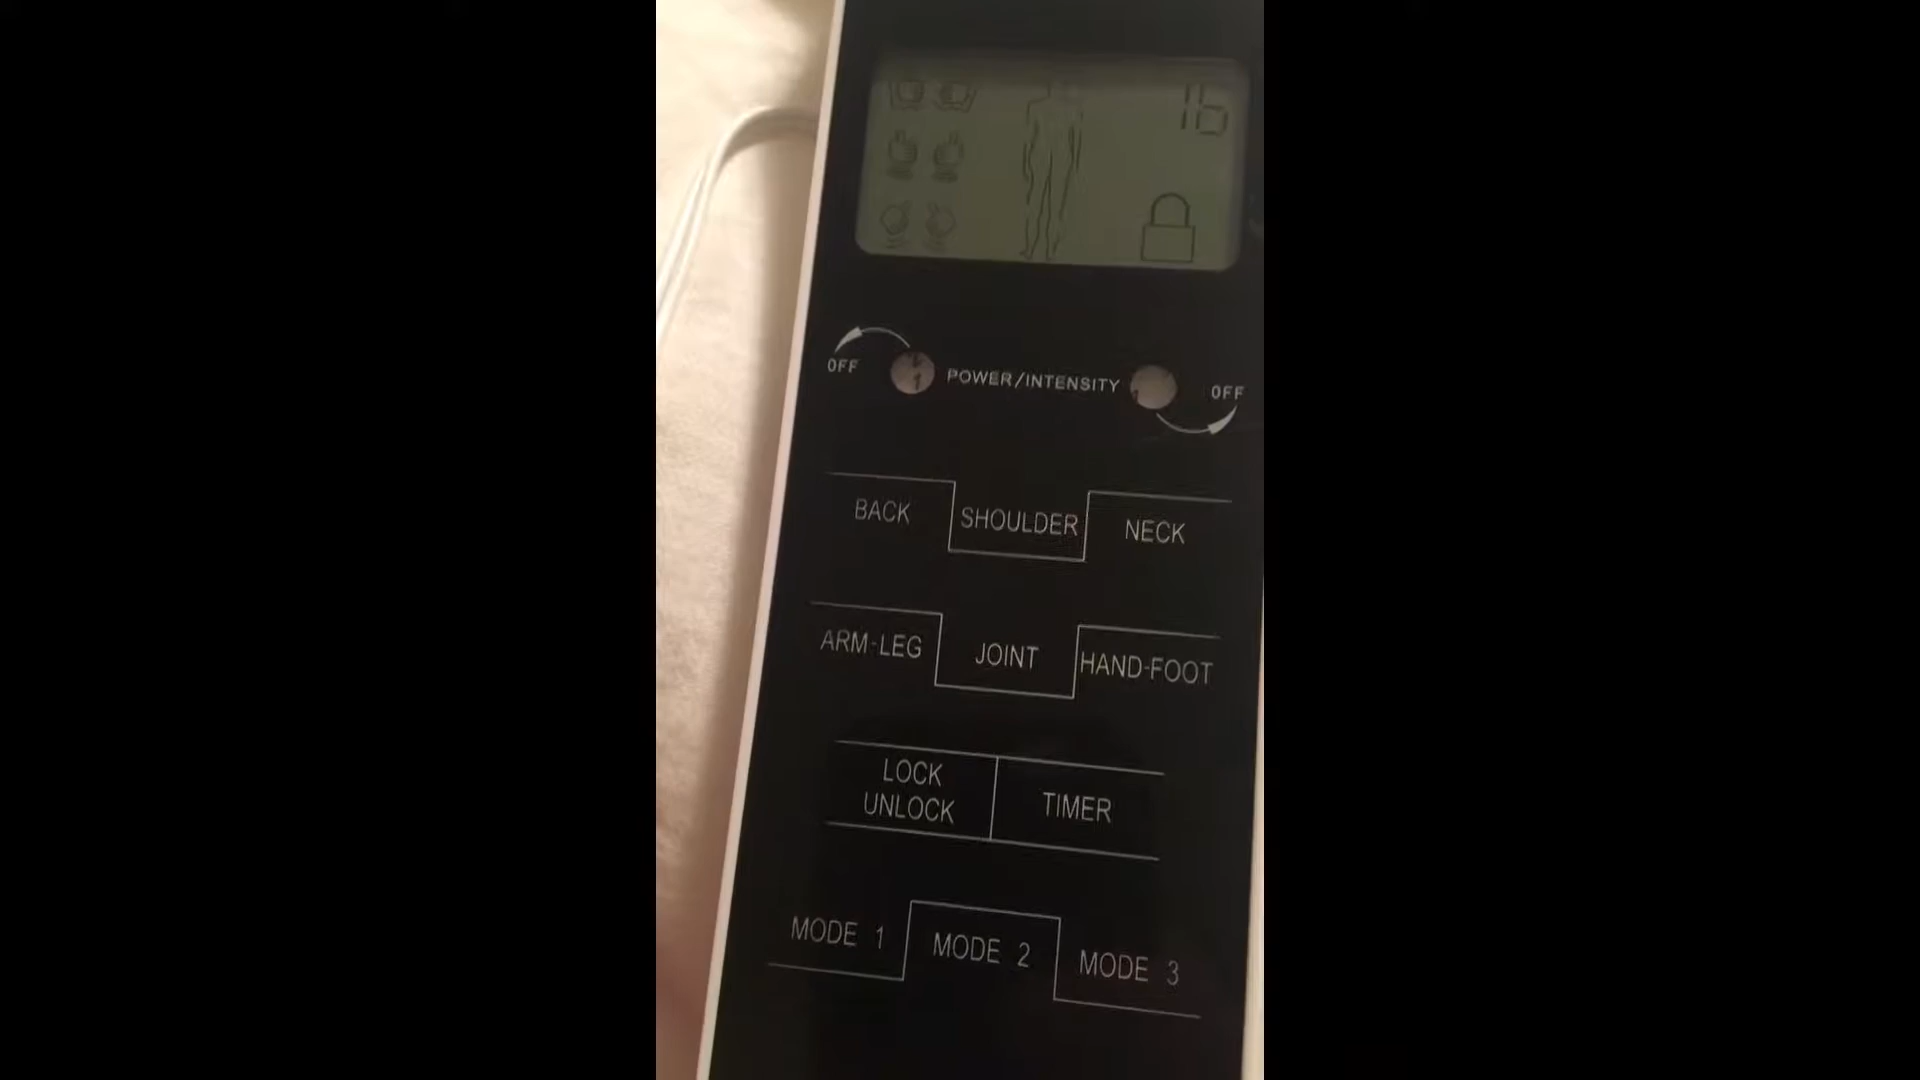 16
OFF
POWER/INTENSITY
OFF
BACK
SHOULDER
NECK
ARM-LEG
JOINT
HAND-FOOT
LOCK
UNLOCK
TIMER
MODE 1
MODE 2
MODE 3